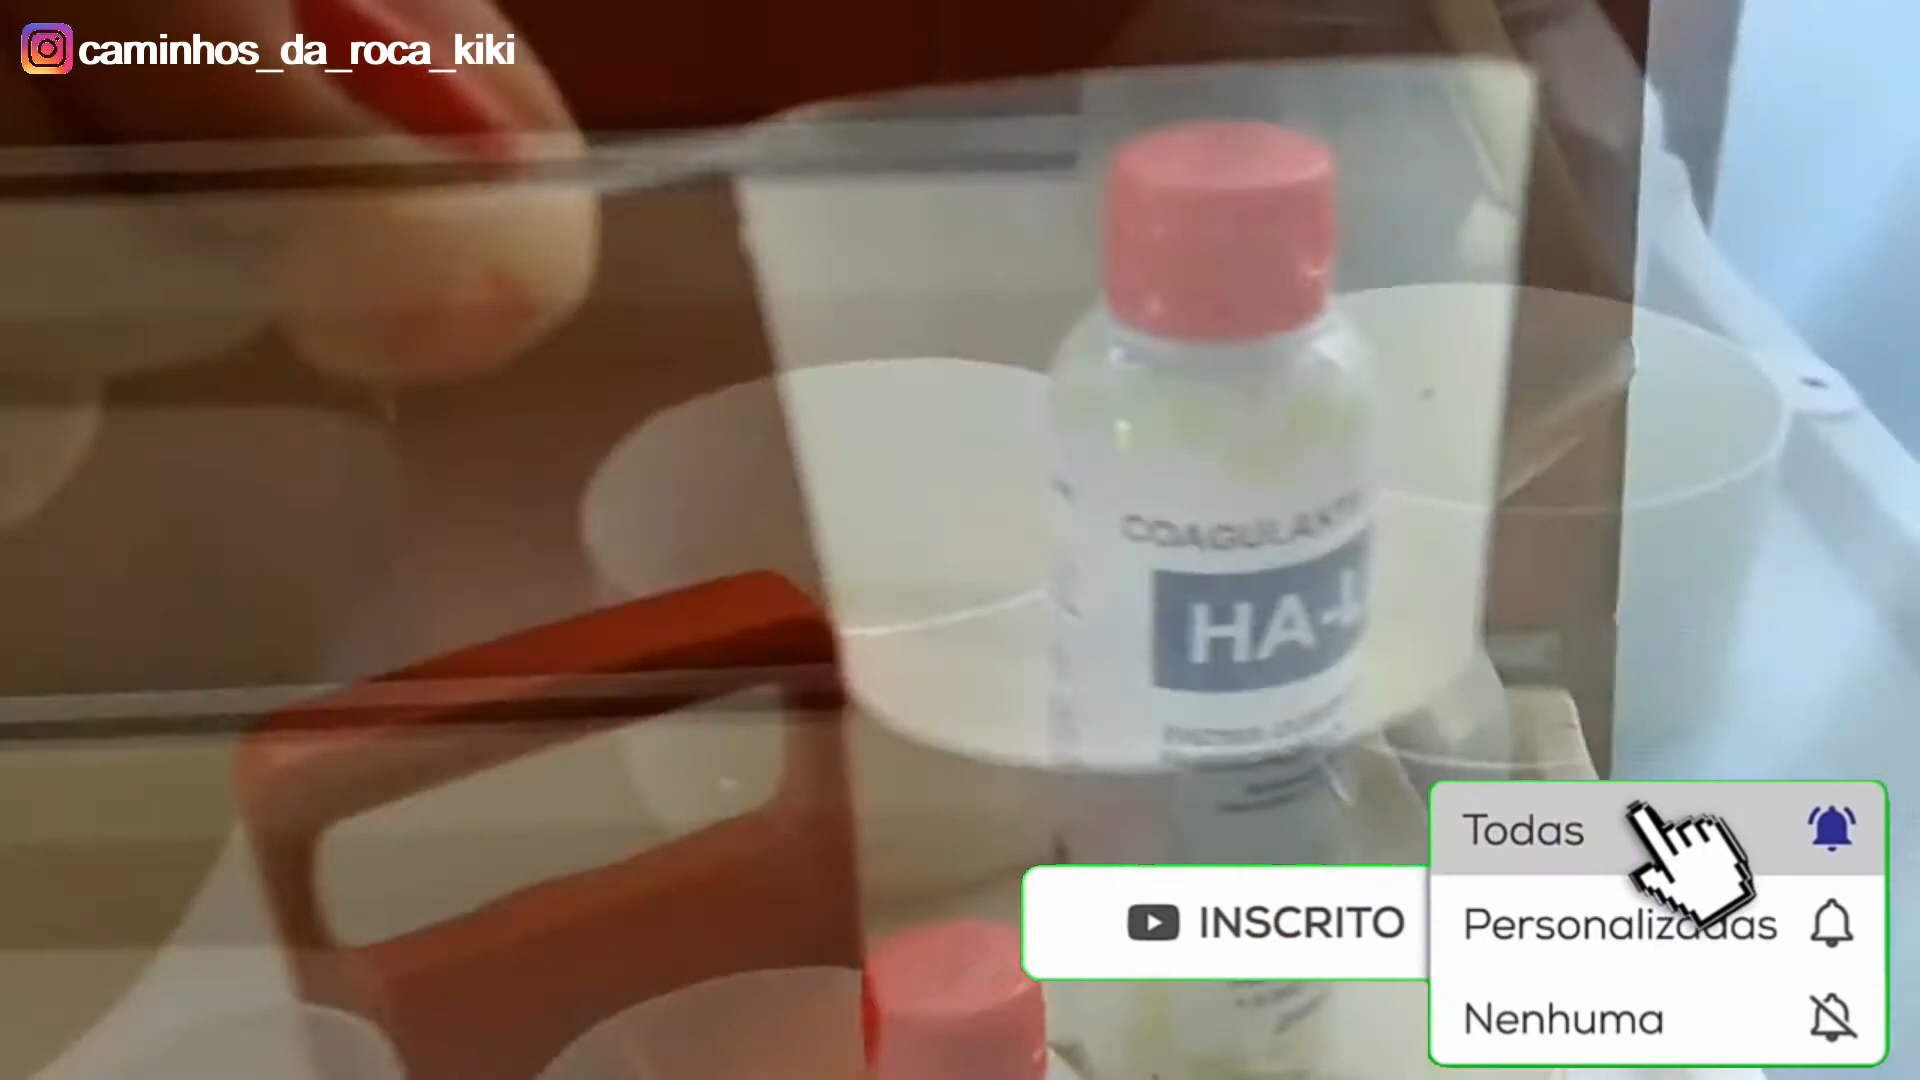 caminhos_da_roca_kiki
COAGULANTE
HA-
Todas
INSCRITO
Personalizadas
Nenhuma